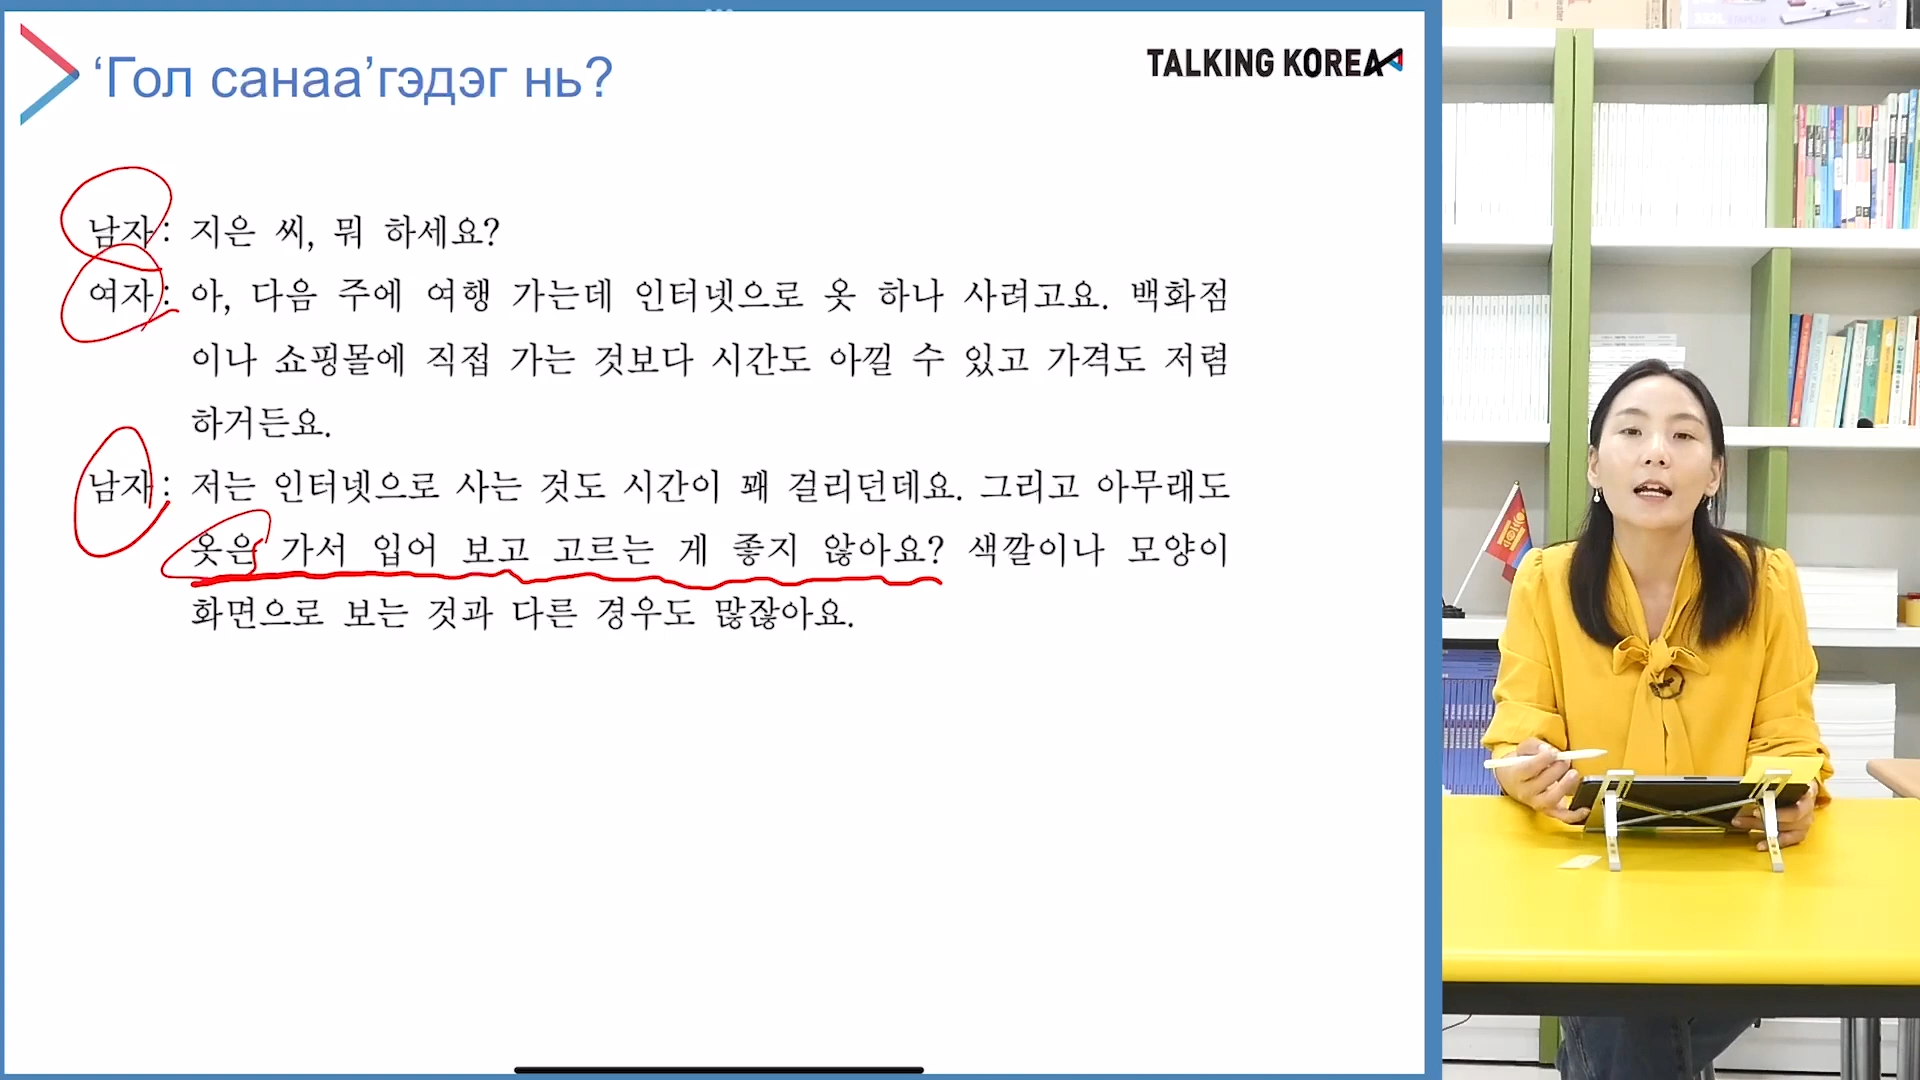 ‘Гол санаа’гэдэг нь?
TALKING KOREA
남자: 지은 씨, 뭐 하세요?
여자: 아, 다음 주에 여행 가는데 인터넷으로 옷 하나 사려고요. 백화점
이나 쇼핑몰에 직접 가는 것보다 시간도 아낄 수 있고 가격도 저렴
하거든요.
남자: 저는 인터넷으로 사는 것도 시간이 꽤 걸리던데요. 그리고 아무래도
옷은 가서 입어 보고 고르는 게 좋지 않아요? 색깔이나 모양이
화면으로 보는 것과 다른 경우도 많잖아요.